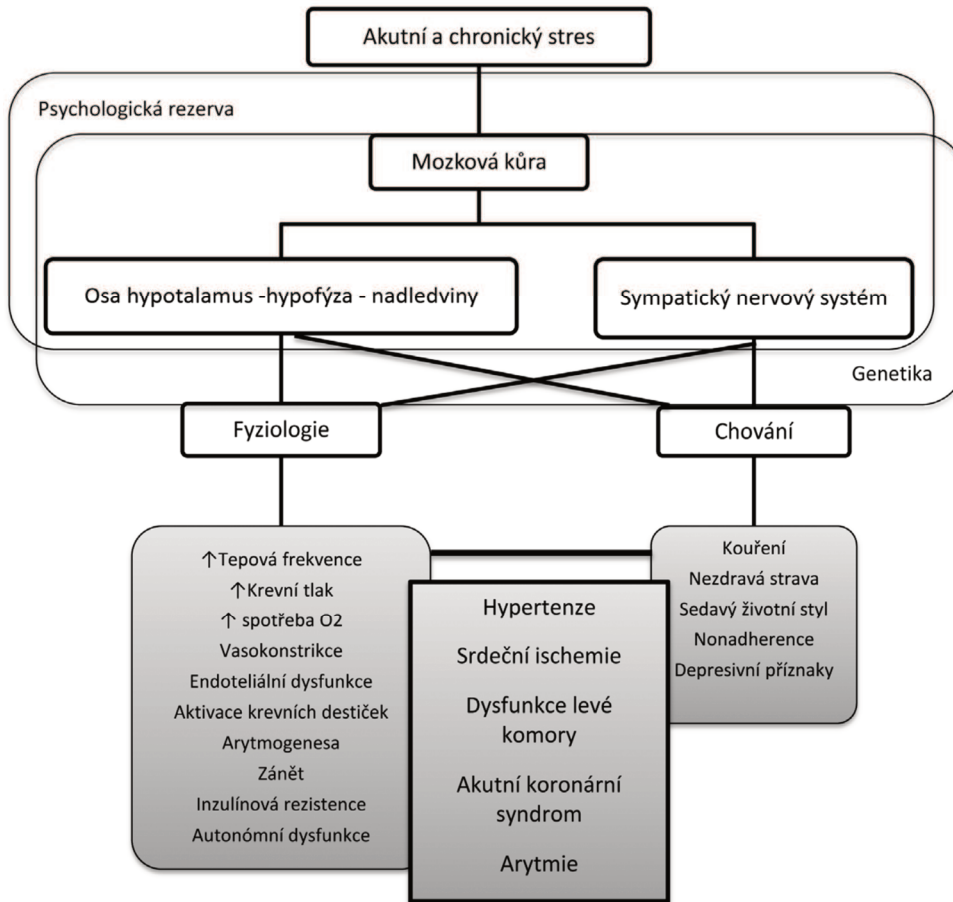 Akutní a chronický stres
Psychologická rezerva
Mozková kůra
Osa hypotalamus -hypofýza - nadledviny
Sympatický nervový systém
Genetika
Fyziologie
Chování
↑Tepová frekvence
↑Krevní tlak
↑ spotřeba O2
Vasokonstrikce
Endoteliální dysfunkce
Aktivace krevních destiček
Arytmogenesa
Zánět
Inzulínová rezistence
Autonómní dysfunkce
Hypertenze
Srdeční ischemie
Dysfunkce levé
komory
Akutní koronární
syndrom
Arytmie
Kouření
Nezdravá strava
Sedavý životní styl
Nonadherence
Depresivní příznaky